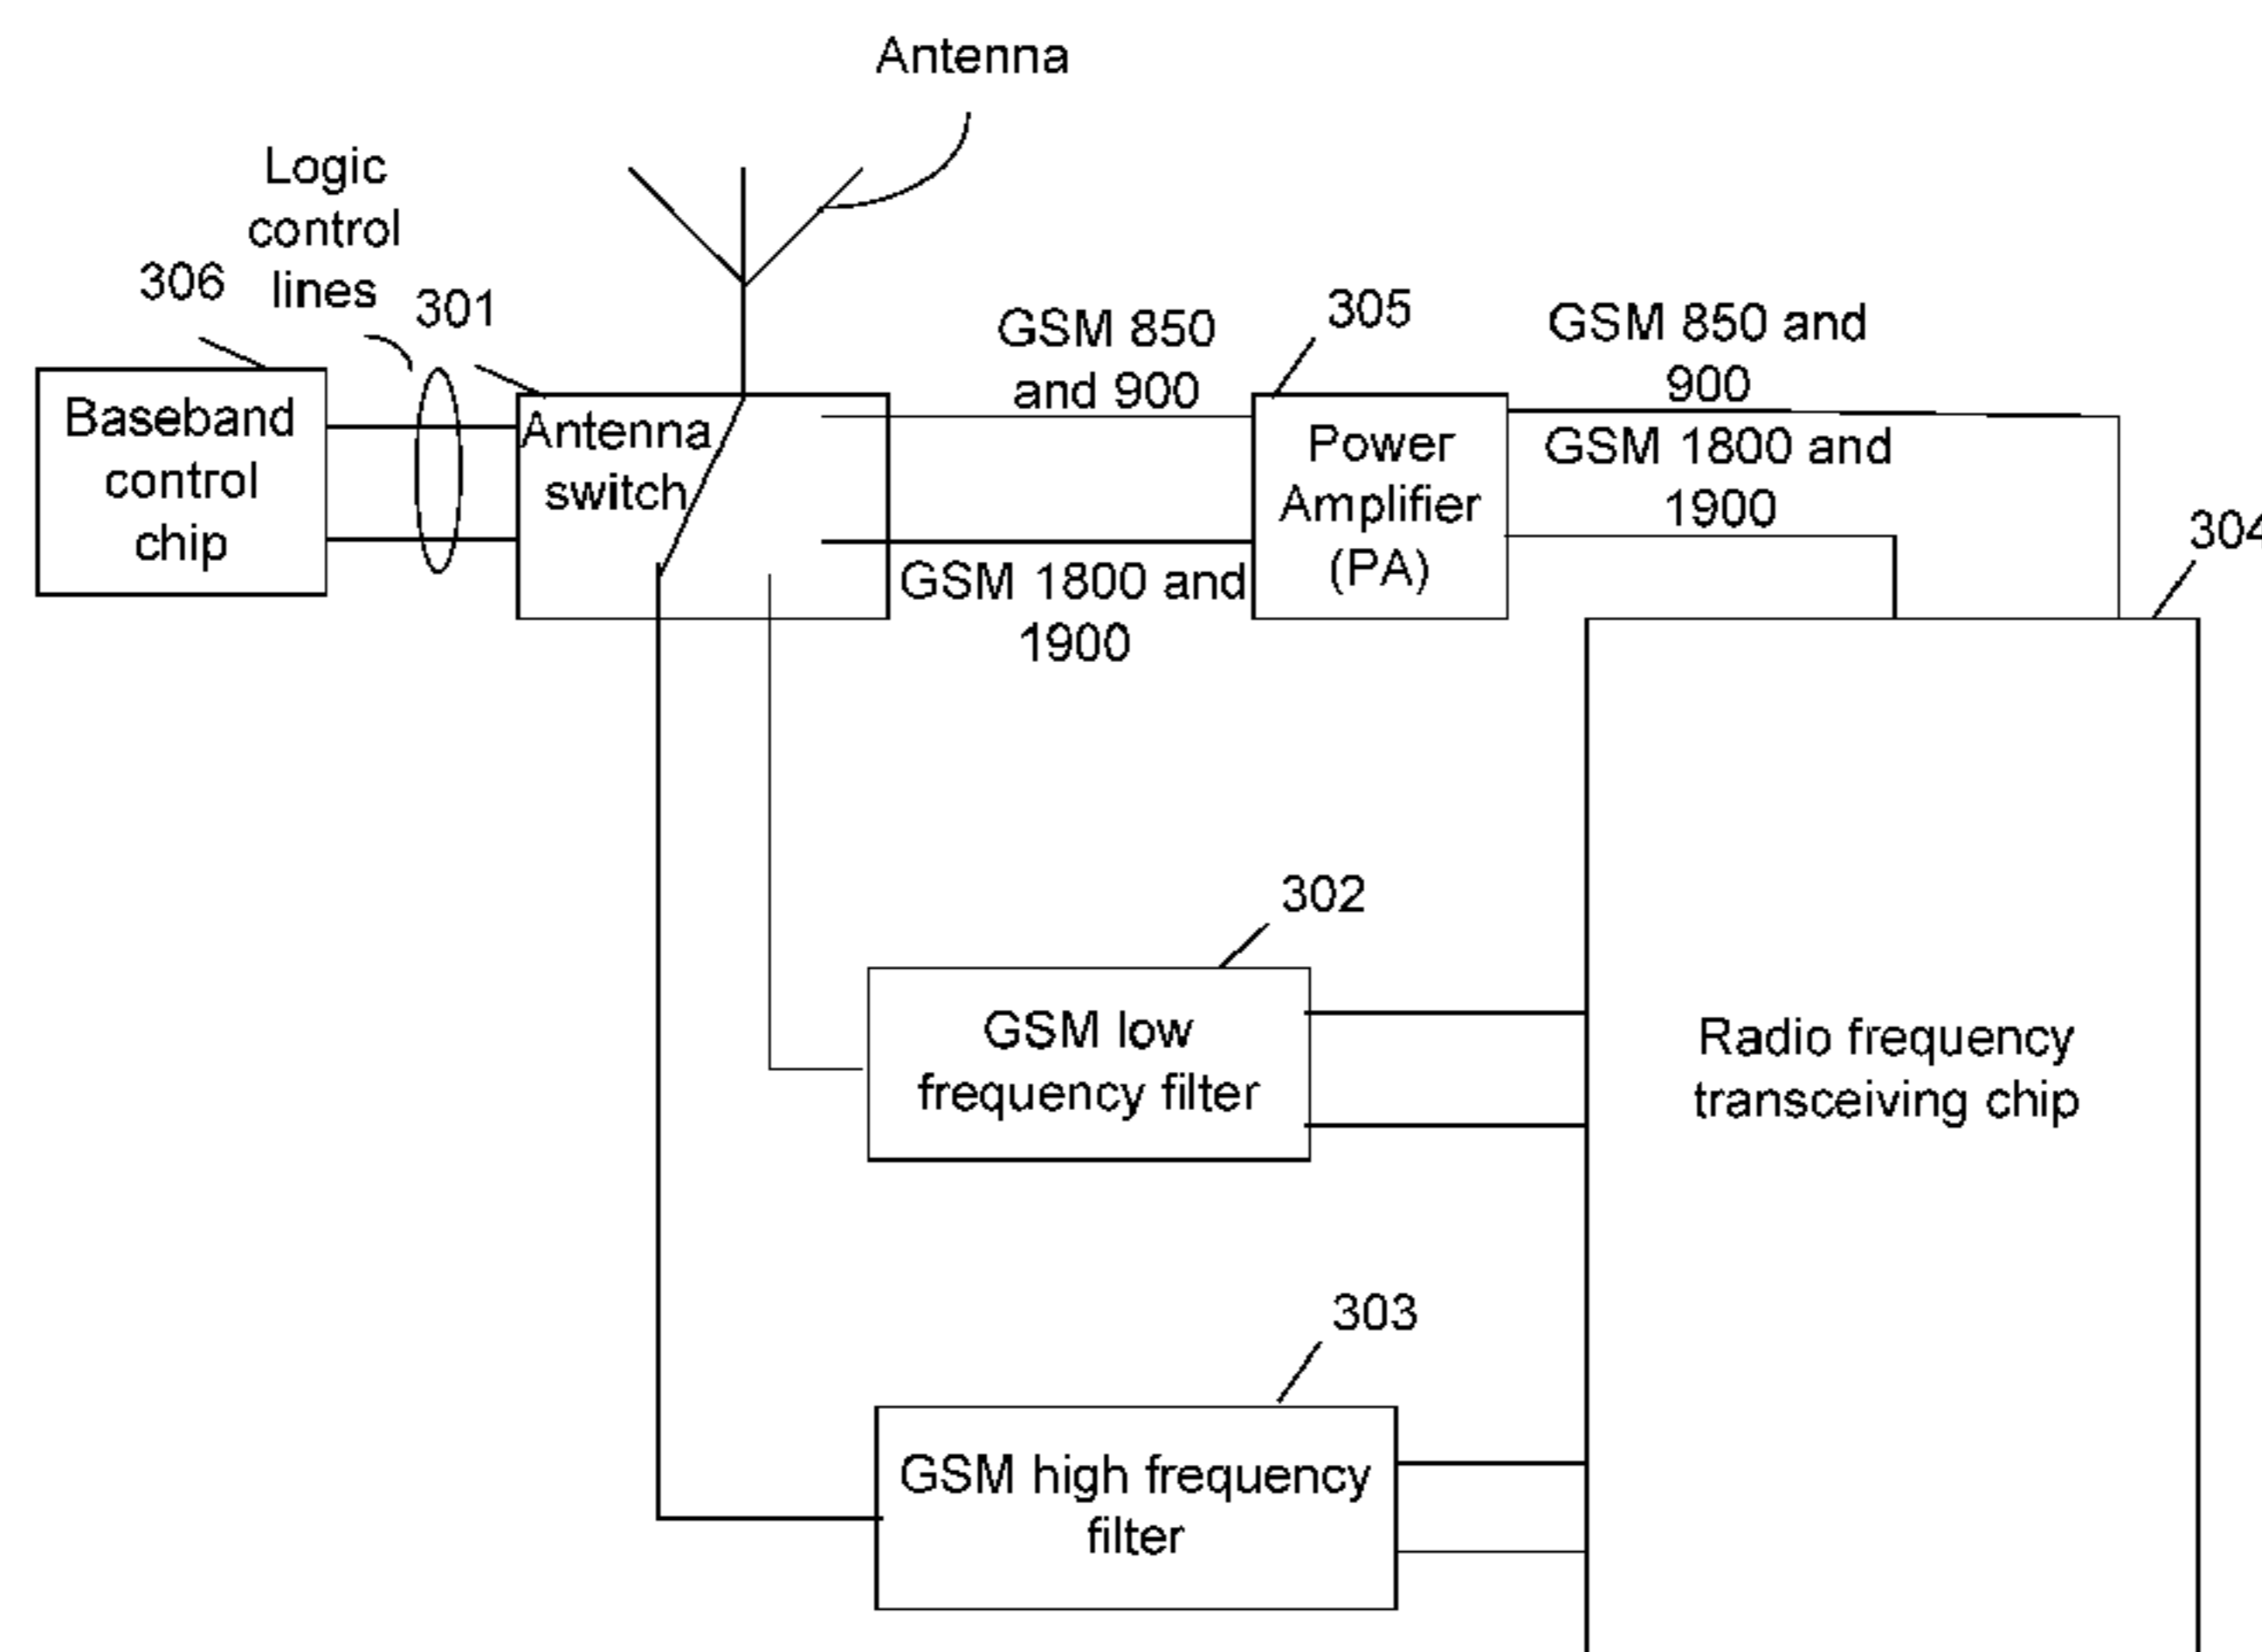 Antenna
Logic
control
lines
306
301
305
GSM 850
and 900
GSM 850 and
900
GSM 1800 and
1900
304
Baseband
control
chip
Antenna
switch
Power
Amplifier
(PA)
GSM 1800 and
1900
302
GSM low
frequency filter
Radio frequency
transceiving chip
303
GSM high frequency
filter